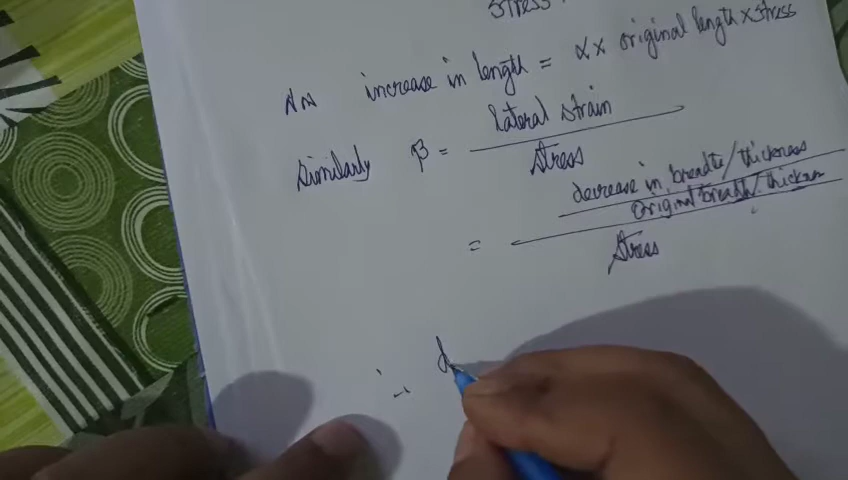 Stress
increase in length = α x original length x stress
Similarly β = lateral strain
Stress
decrease in breadth/thickness
original breadth/thickness
=
Stress
∴ d